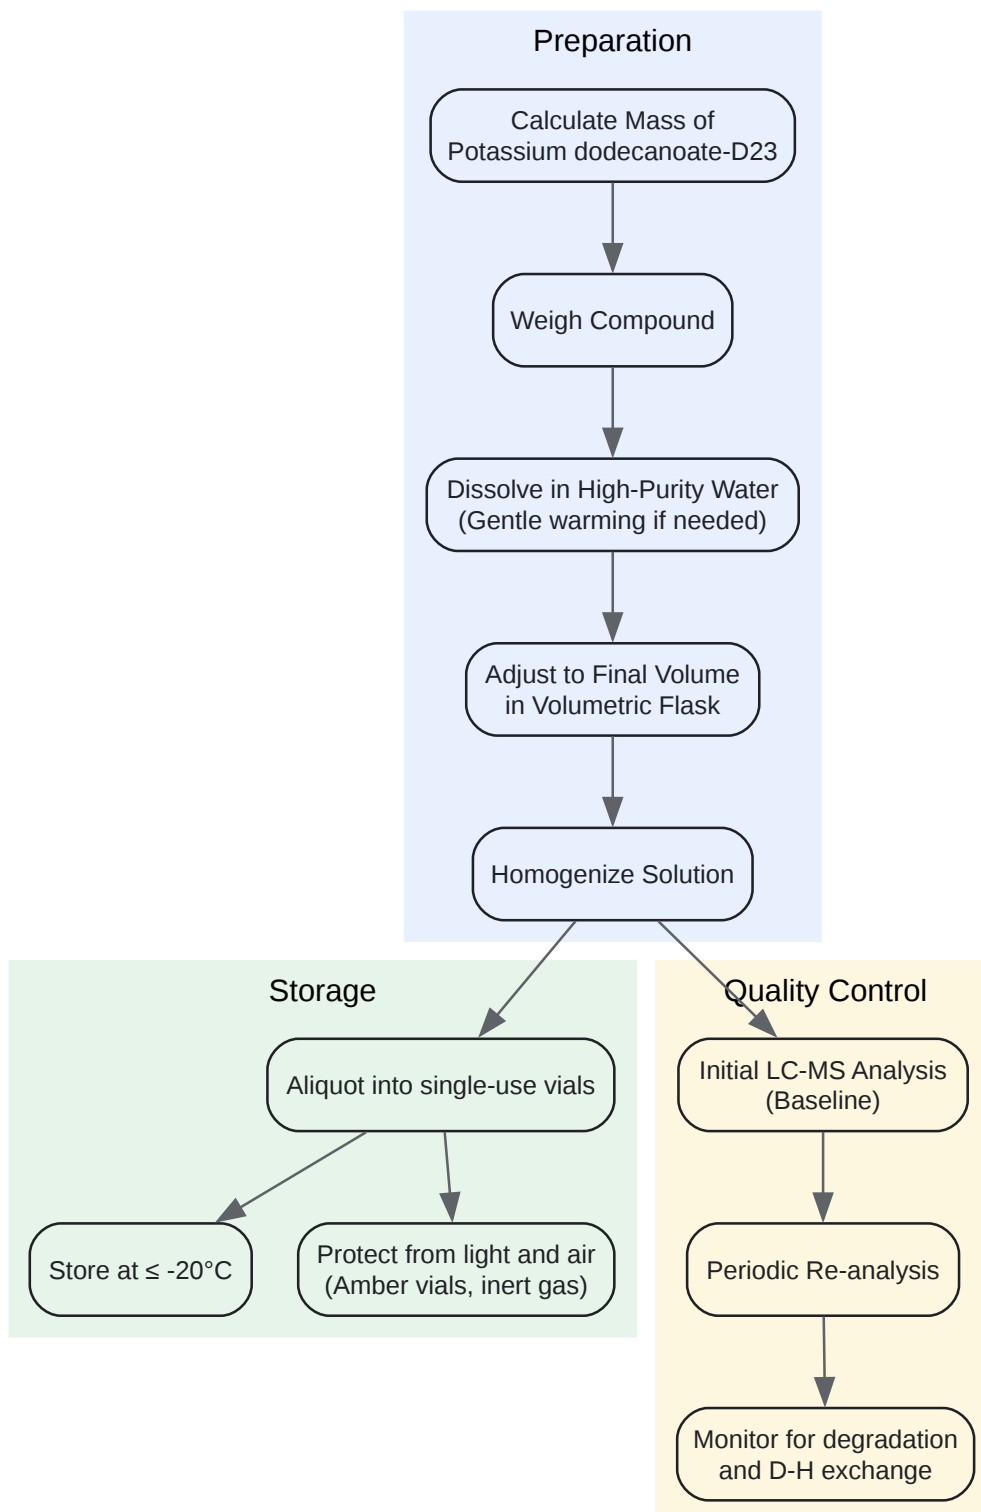 Preparation
Calculate Mass of
Potassium dodecanoate-D23
Weigh Compound
Dissolve in High-Purity Water
(Gentle warming if needed)
Adjust to Final Volume
in Volumetric Flask
Homogenize Solution
Storage
Aliquot into single-use vials
Store at ≤ -20°C
Protect from light and air
(Amber vials, inert gas)
Quality Control
Initial LC-MS Analysis
(Baseline)
Periodic Re-analysis
Monitor for degradation
and D-H exchange